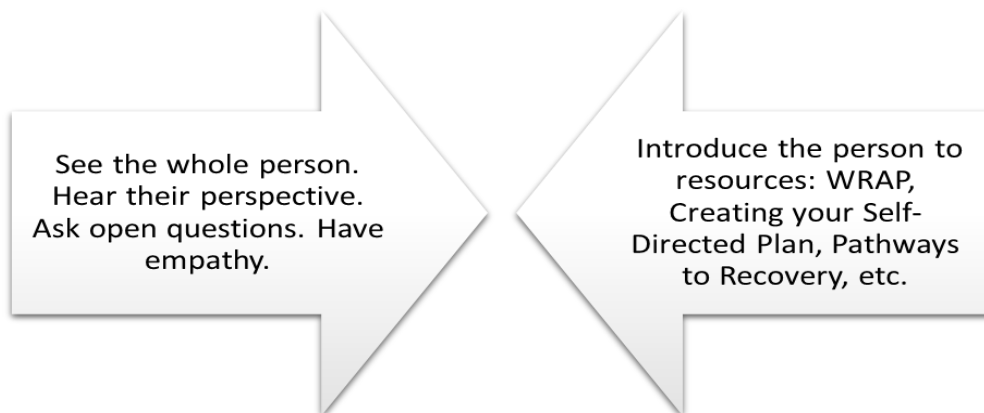 See the whole person.
Hear their perspective.
Ask open questions. Have
empathy.
Introduce the person to
resources: WRAP,
Creating your Self-
Directed Plan, Pathways
to Recovery, etc.